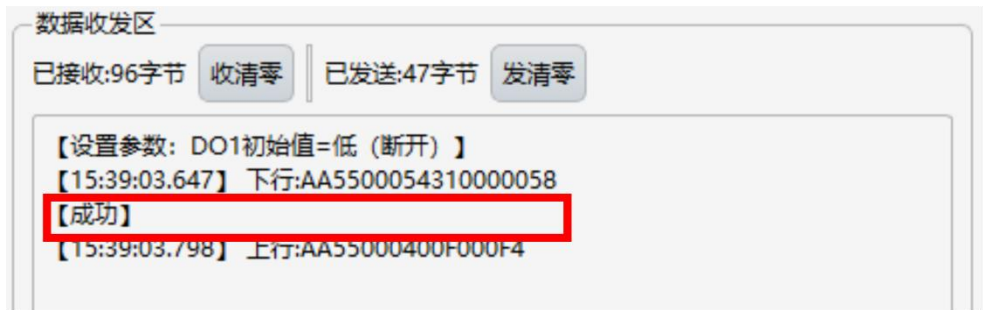 数据收发区
已接收:96字节 收清零 已发送:47字节 发清零
【设置参数：DO1初始值=低（断开）】
【15:39:03.647】 下行:AA5500054310000058
【成功】
【15:39:03.798】 上行:AA55000400F000F4